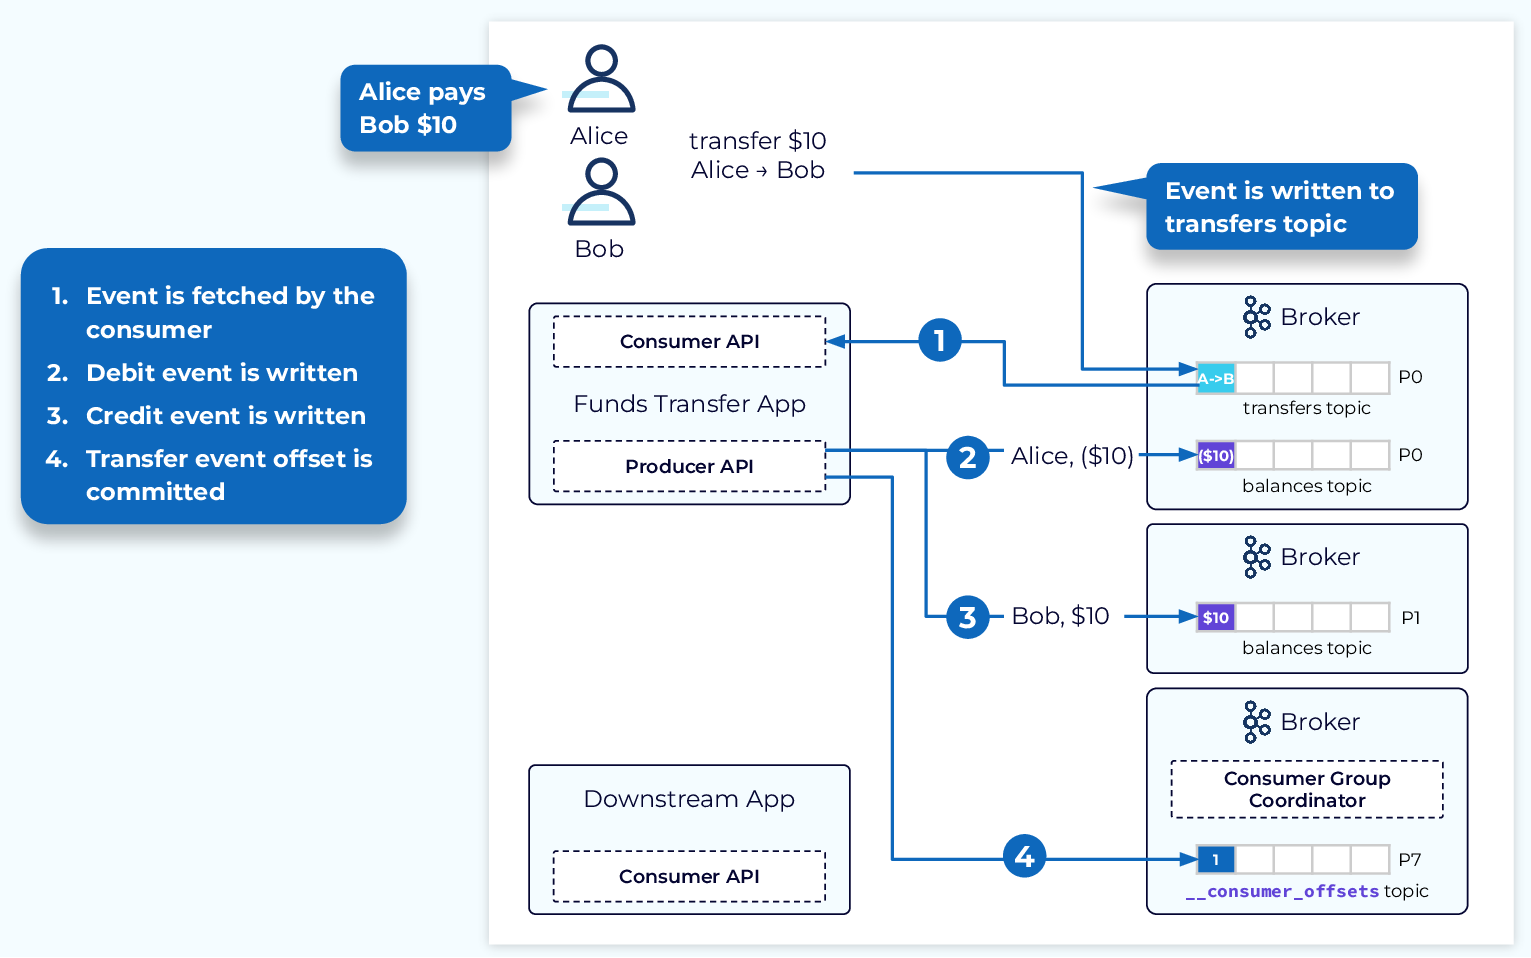 Alice pays
Bob $10
Alice
transfer $10
Alice → Bob
Bob
Event is written to
transfers topic
1. Event is fetched by the
consumer
2. Debit event is written
3. Credit event is written
4. Transfer event offset is
committed
Consumer API
Funds Transfer App
Producer API
1
2
Alice, ($10)
3
Bob, $10
4
Broker
A->B
P0
transfers topic
($10)
P0
balances topic
Broker
$10
P1
balances topic
Broker
Consumer Group
Coordinator
1
P7
__consumer_offsets topic
Downstream App
Consumer API